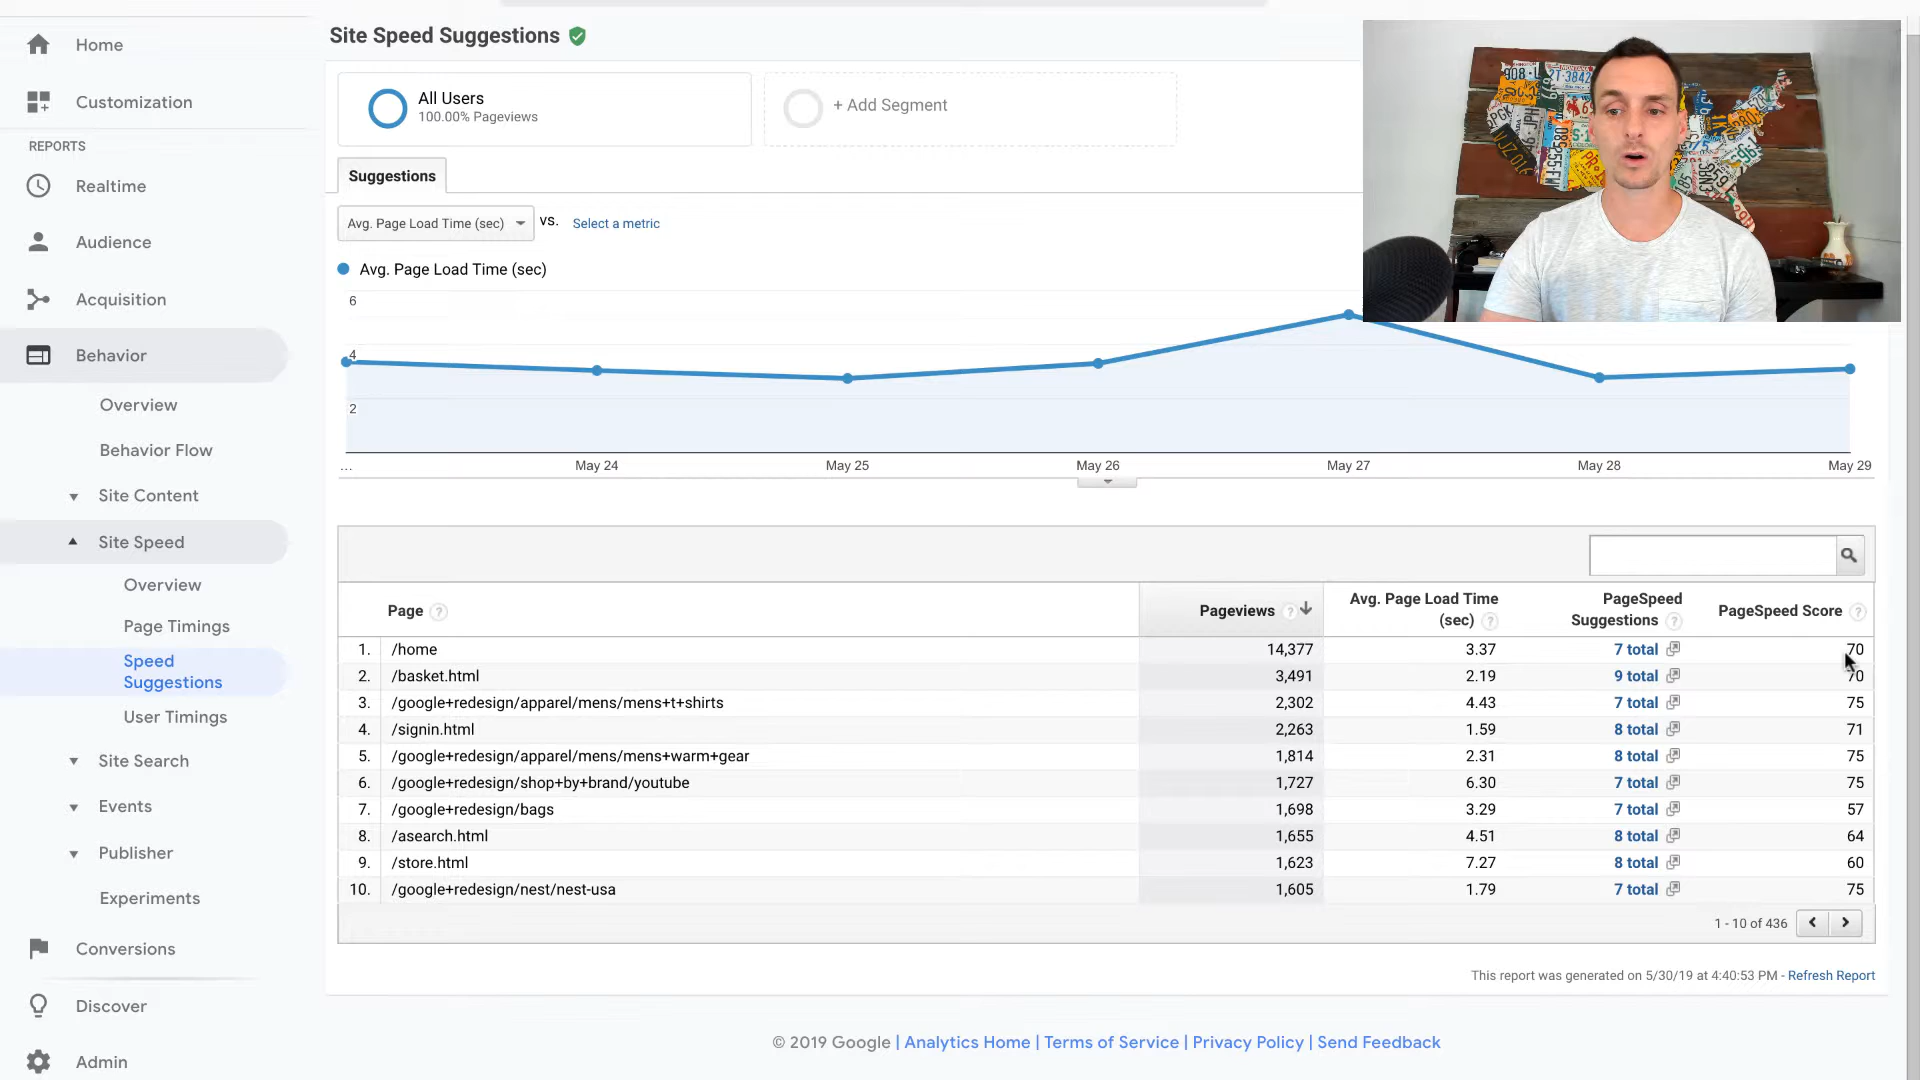 Home
Customization
REPORTS
Realtime
Audience
Acquisition
Behavior
Overview
Behavior Flow
Site Content
Site Speed
Overview
Page Timings
Speed
Suggestions
User Timings
Site Search
Events
Publisher
Experiments
Conversions
Discover
Admin
Site Speed Suggestions
All Users
100.00% Pageviews
+ Add Segment
Suggestions
Avg. Page Load Time (sec) vs. Select a metric
Avg. Page Load Time (sec)
6
4
2
... May 24 May 25 May 26 May 27 May 28 May 29
Page ? Pageviews ? Avg. Page Load Time (sec) ? PageSpeed Suggestions ? PageSpeed Score ?
1. /home 14,377 3.37 7 total 70
2. /basket.html 3,491 2.19 9 total 70
3. /google+redesign/apparel/mens/mens+t+shirts 2,302 4.43 7 total 75
4. /signin.html 2,263 1.59 8 total 71
5. /google+redesign/apparel/mens/mens+warm+gear 1,814 2.31 8 total 75
6. /google+redesign/shop+by+brand/youtube 1,727 6.30 7 total 75
7. /google+redesign/bags 1,698 3.29 7 total 57
8. /asearch.html 1,655 4.51 8 total 64
9. /store.html 1,623 7.27 8 total 60
10. /google+redesign/nest/nest-usa 1,605 1.79 7 total 75
1 - 10 of 436
This report was generated on 5/30/19 at 4:40:53 PM - Refresh Report
© 2019 Google | Analytics Home | Terms of Service | Privacy Policy | Send Feedback